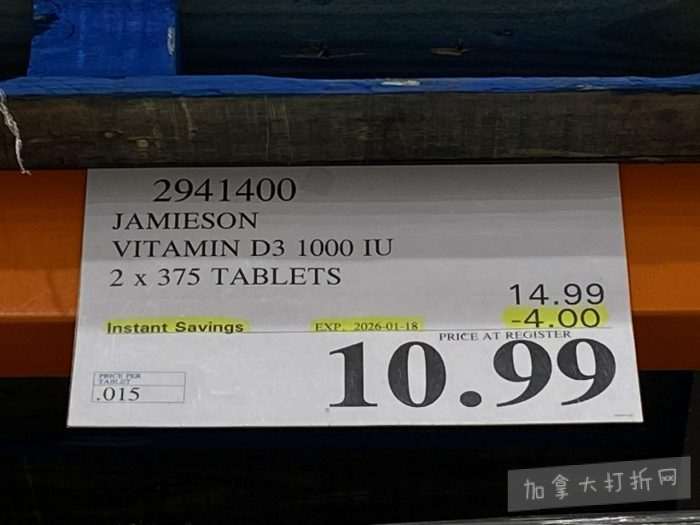 2941400
JAMIESON
VITAMIN D3 1000 IU
2 x 375 TABLETS
14.99
Instant Savings EXP. 2026-01-18 -4.00
PRICE AT REGISTER
10.99
PRICE PER
TABLET
.015
加拿大打折网